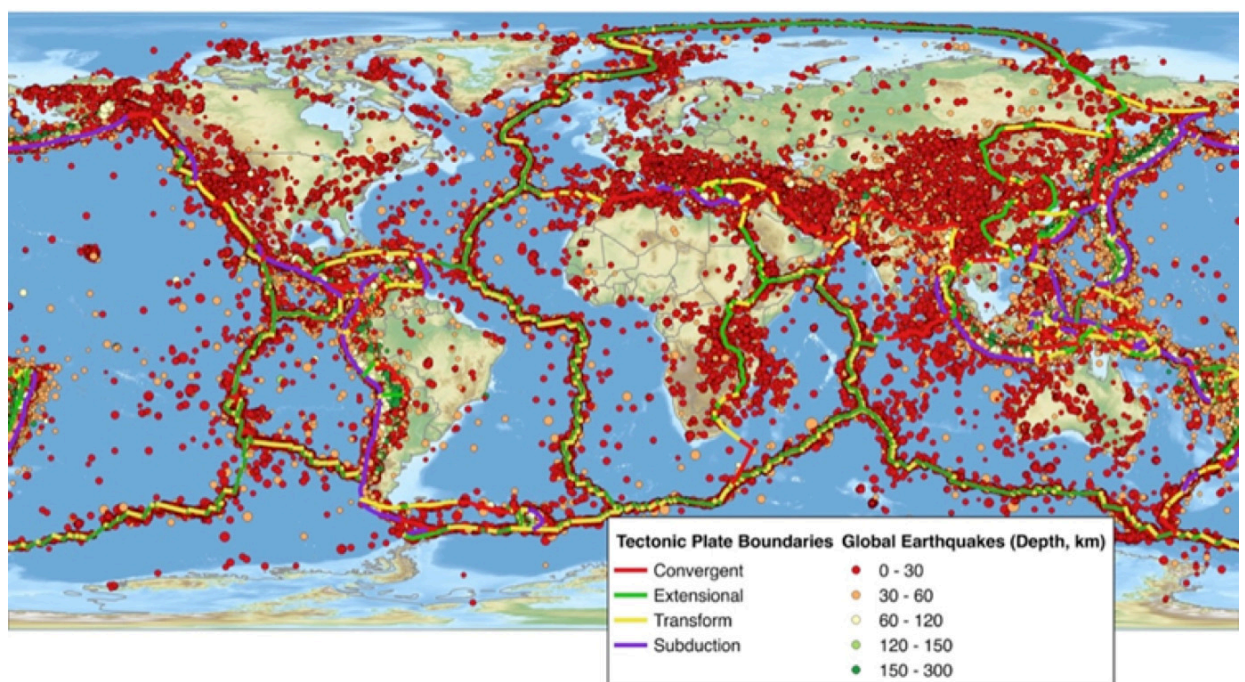 Tectonic Plate Boundaries Global Earthquakes (Depth, km)
Convergent 0 - 30
Extensional 30 - 60
Transform 60 - 120
Subduction 120 - 150
150 - 300